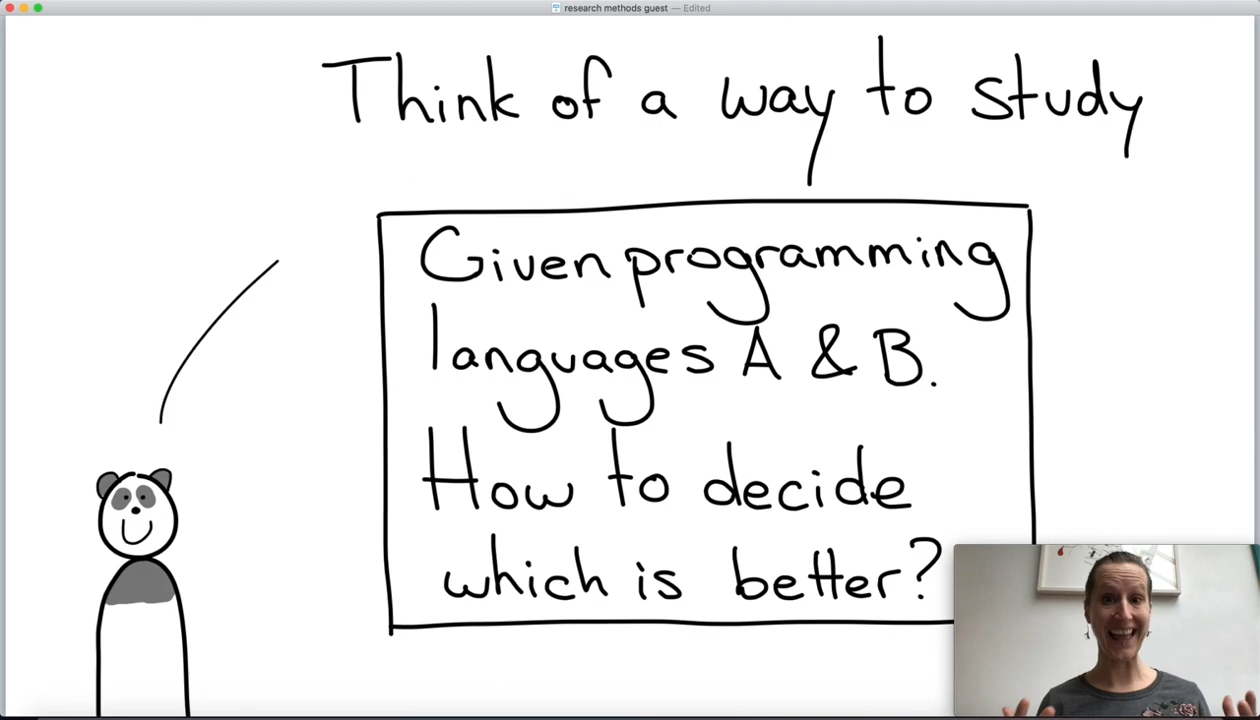 research methods guest — Edited
Think of a way to study
Given programming
languages A & B.
How to decide
which is better?